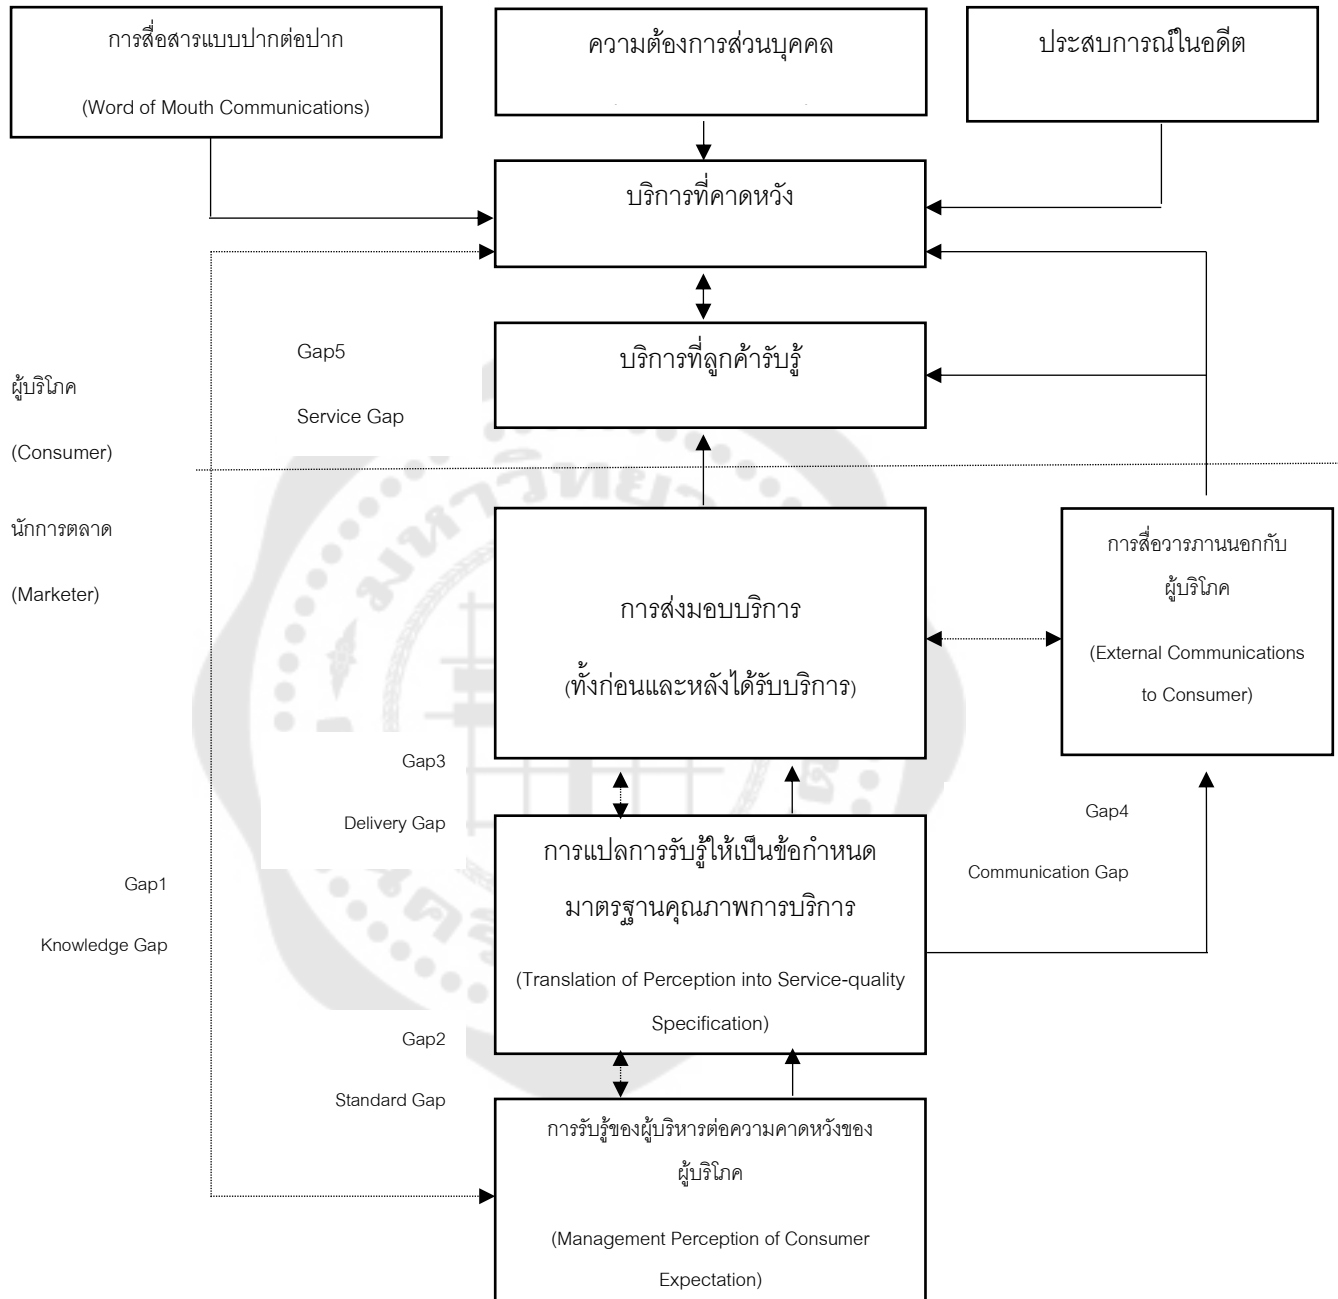 การสื่อสารแบบปากต่อปาก
(Word of Mouth Communications)
ความต้องการส่วนบุคคล
ประสบการณ์ในอดีต
บริการที่คาดหวัง
บริการที่ลูกค้ารับรู้
Gap5
Service Gap
ผู้บริโภค
(Consumer)
นักการตลาด
(Marketer)
การส่งมอบบริการ
(ทั้งก่อนและหลังได้รับบริการ)
การสื่อวารภานนอกกับ
ผู้บริโภค
(External Communications
to Consumer)
Gap3
Delivery Gap
การแปลการรับรู้ให้เป็นข้อกำหนด
มาตรฐานคุณภาพการบริการ
(Translation of Perception into Service-quality
Specification)
Gap4
Communication Gap
Gap1
Knowledge Gap
Gap2
Standard Gap
การรับรู้ของผู้บริหารต่อความคาดหวังของ
ผู้บริโภค
(Management Perception of Consumer
Expectation)
มหาวิทยา